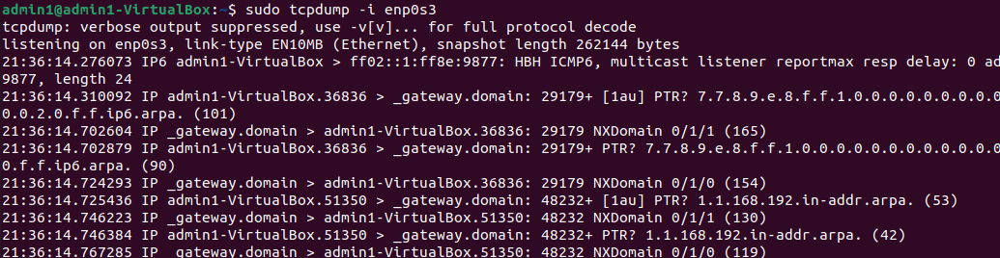 admin1@admin1-VirtualBox:~$ sudo tcpdump -i enp0s3
tcpdump: verbose output suppressed, use -v[v]... for full protocol decode
listening on enp0s3, link-type EN10MB (Ethernet), snapshot length 262144 bytes
21:36:14.276073 IP6 admin1-VirtualBox > ff02::1:ff8e:9877: HBH ICMP6, multicast listener reportmax resp delay: 0 ad
9877, length 24
21:36:14.310092 IP admin1-VirtualBox.36836 > _gateway.domain: 29179+ [1au] PTR? 7.7.8.9.e.8.f.f.1.0.0.0.0.0.0.0.0.0
0.0.2.0.f.f.ip6.arpa. (101)
21:36:14.702604 IP _gateway.domain > admin1-VirtualBox.36836: 29179 NXDomain 0/1/1 (165)
21:36:14.702879 IP admin1-VirtualBox.36836 > _gateway.domain: 29179+ PTR? 7.7.8.9.e.8.f.f.1.0.0.0.0.0.0.0.0.0.0.0.0
0.f.f.ip6.arpa. (90)
21:36:14.724293 IP _gateway.domain > admin1-VirtualBox.36836: 29179 NXDomain 0/1/0 (154)
21:36:14.725436 IP admin1-VirtualBox.51350 > _gateway.domain: 48232+ [1au] PTR? 1.1.168.192.in-addr.arpa. (53)
21:36:14.746223 IP _gateway.domain > admin1-VirtualBox.51350: 48232 NXDomain 0/1/1 (130)
21:36:14.746384 IP admin1-VirtualBox.51350 > _gateway.domain: 48232+ PTR? 1.1.168.192.in-addr.arpa. (42)
21:36:14.767285 IP _gateway.domain > admin1-VirtualBox.51350: 48232 NXDomain 0/1/0 (119)